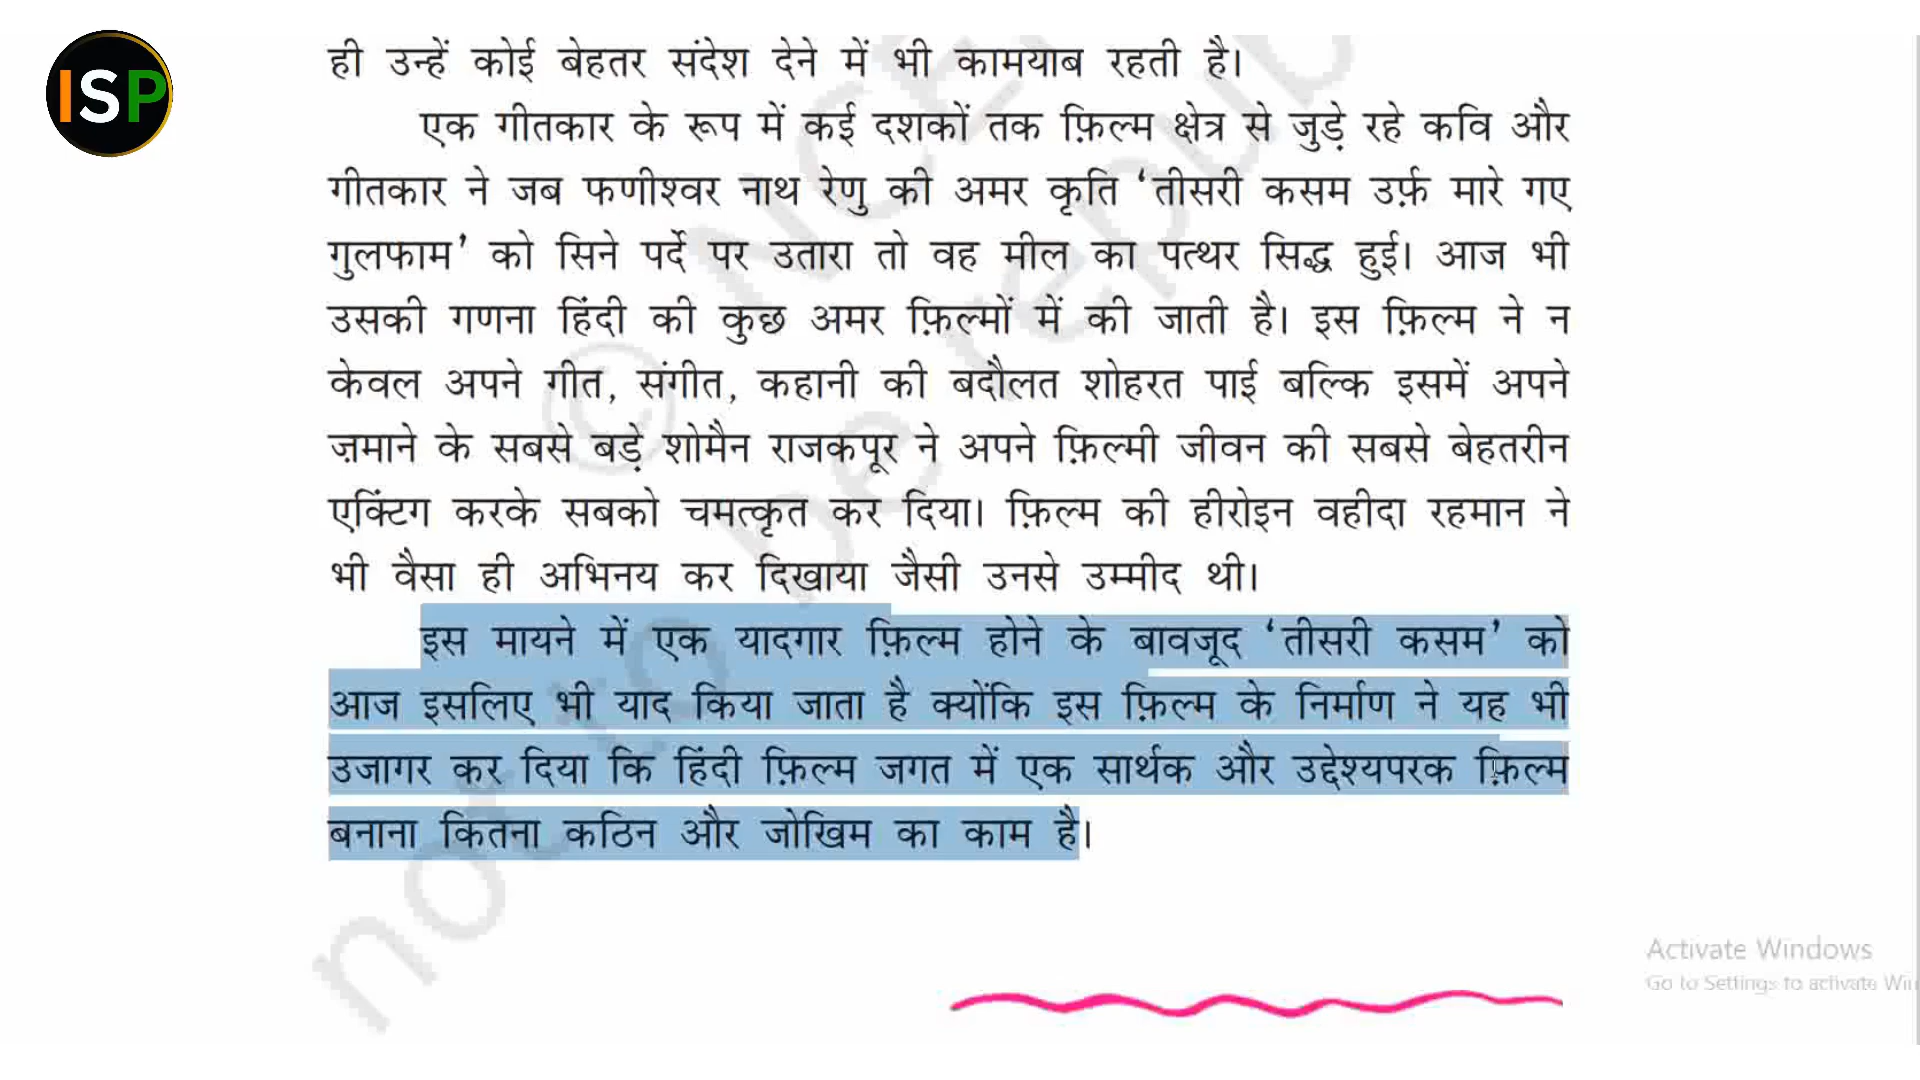 ISP
ही उन्हें कोई बेहतर संदेश देने में भी कामयाब रहती है।
एक गीतकार के रूप में कई दशकों तक फ़िल्म क्षेत्र से जुड़े रहे कवि और
गीतकार ने जब फणीश्वर नाथ रेणु की अमर कृति ‘तीसरी कसम उर्फ़ मारे गए
गुलफाम’ को सिने पर्दे पर उतारा तो वह मील का पत्थर सिद्ध हुई। आज भी
उसकी गणना हिंदी की कुछ अमर फ़िल्मों में की जाती है। इस फ़िल्म ने न
केवल अपने गीत, संगीत, कहानी की बदौलत शोहरत पाई बल्कि इसमें अपने
ज़माने के सबसे बड़े शोमैन राजकपूर ने अपने फ़िल्मी जीवन की सबसे बेहतरीन
एक्टिंग करके सबको चमत्कृत कर दिया। फ़िल्म की हीरोइन वहीदा रहमान ने
भी वैसा ही अभिनय कर दिखाया जैसी उनसे उम्मीद थी।
इस मायने में एक यादगार फ़िल्म होने के बावजूद ‘तीसरी कसम’ को
आज इसलिए भी याद किया जाता है क्योंकि इस फ़िल्म के निर्माण ने यह भी
उजागर कर दिया कि हिंदी फ़िल्म जगत में एक सार्थक और उद्देश्यपरक फ़िल्म
बनाना कितना कठिन और जोखिम का काम है।
Activate Windows
Go to Settings to activate Win